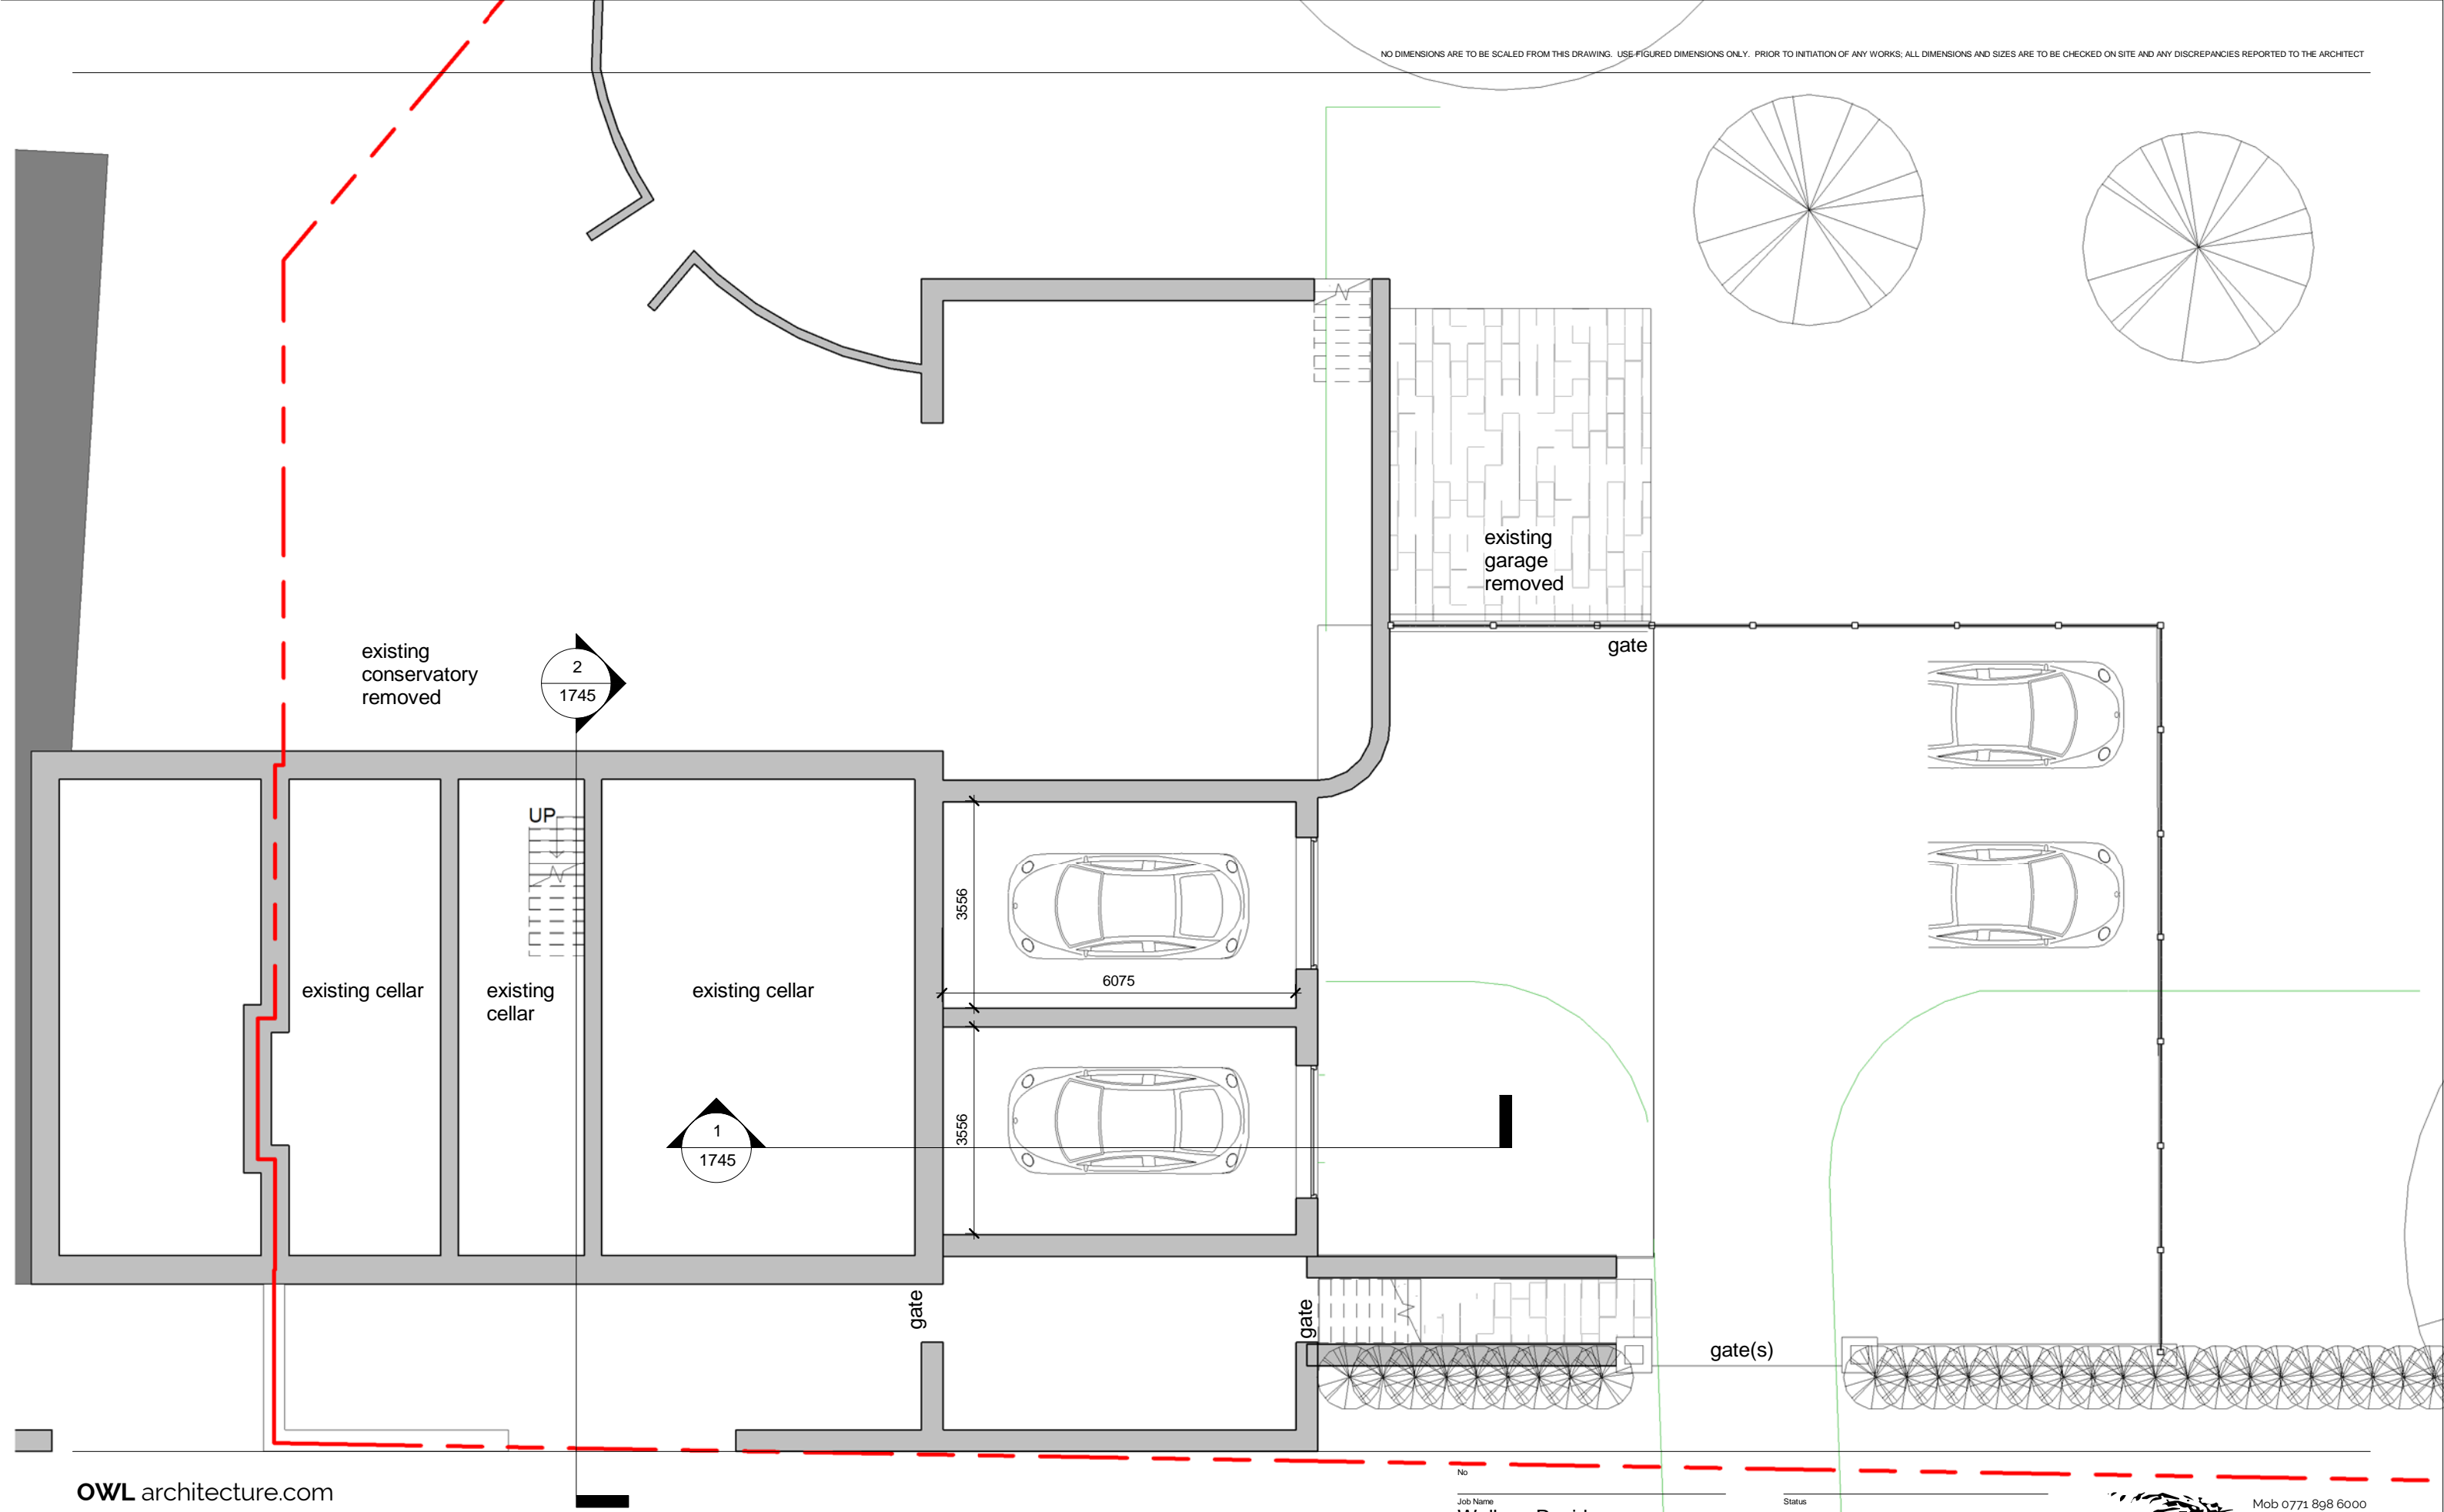 NO DIMENSIONS ARE TO BE SCALED FROM THIS DRAWING. USE FIGURED DIMENSIONS ONLY. PRIOR TO INITIATION OF ANY WORKS; ALL DIMENSIONS AND SIZES ARE TO BE CHECKED ON SITE AND ANY DISCREPANCIES REPORTED TO THE ARCHITECT
existing
garage
removed
gate
existing
conservatory
removed
2
1745
UP
3556
6075
existing cellar
existing
cellar
existing cellar
3556
1
1745
gate
gate
gate(s)
No
OWL architecture.com
Job Name
Status
Mob 0771 898 6000